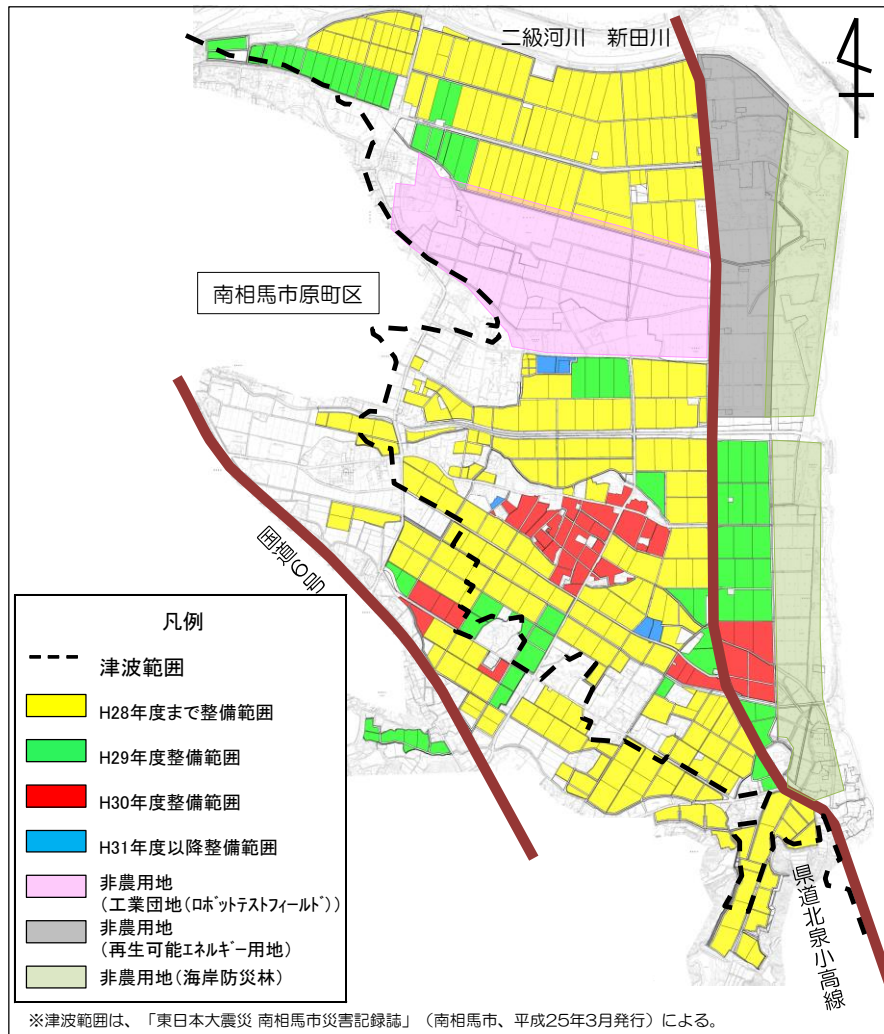 二級河川　新田川
南相馬市原町区
国道6号
凡例
津波範囲
H28年度まで整備範囲
H29年度整備範囲
H30年度整備範囲
H31年度以降整備範囲
非農用地
(工業団地(ﾛﾎﾞｯﾄﾃｽﾄﾌｨｰﾙﾄﾞ))
非農用地
(再生可能ｴﾈﾙｷﾞｰ用地)
非農用地(海岸防災林)
県道北泉小高線
※津波範囲は、「東日本大震災 南相馬市災害記録誌」（南相馬市、平成25年3月発行）による。